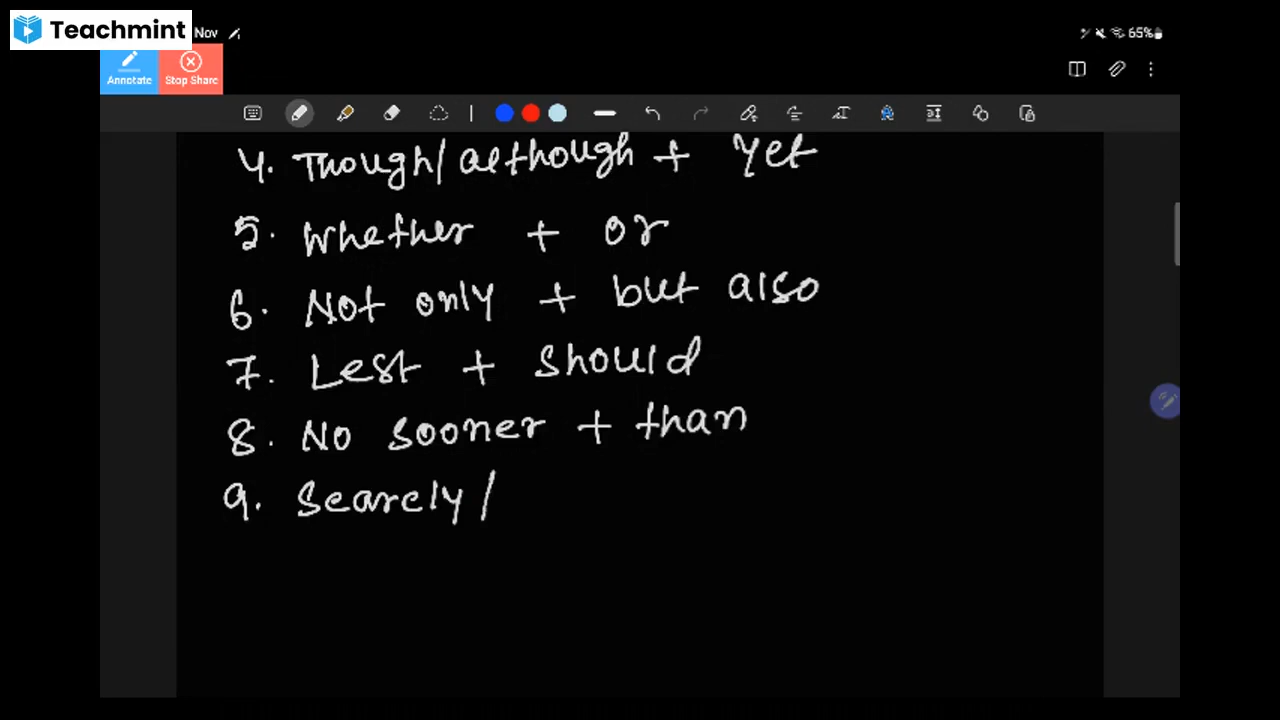 Teachmint
Nov
65%
Annotate
Stop Share
4. Though/although + Yet
5. Whether + or
6. Not only + but also
7. Lest + should
8. No sooner + than
9. Scarely /